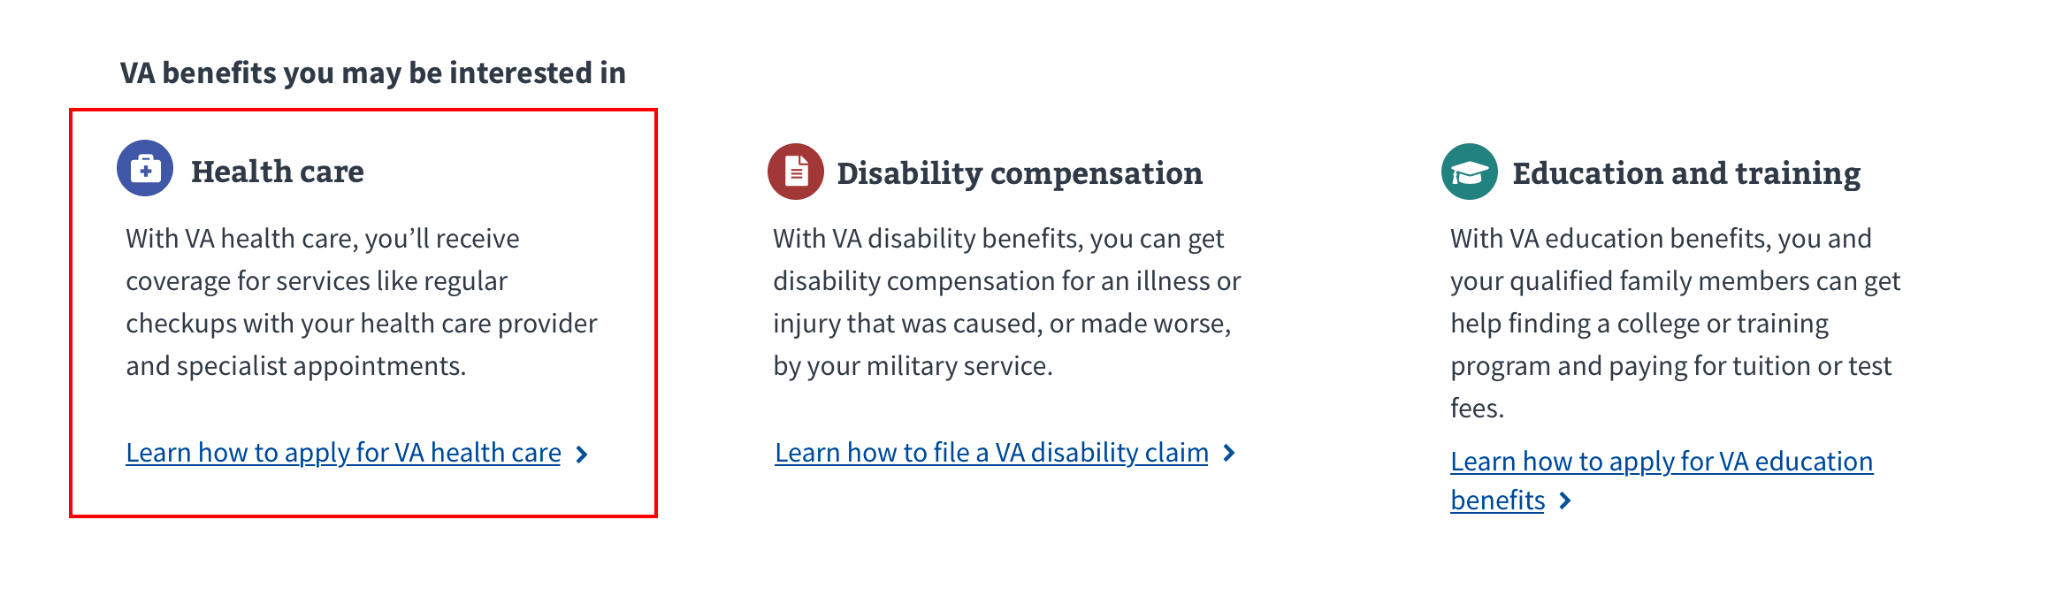 VA benefits you may be interested in
Health care
With VA health care, you’ll receive
coverage for services like regular
checkups with your health care provider
and specialist appointments.
Learn how to apply for VA health care
Disability compensation
With VA disability benefits, you can get
disability compensation for an illness or
injury that was caused, or made worse,
by your military service.
Learn how to file a VA disability claim
Education and training
With VA education benefits, you and
your qualified family members can get
help finding a college or training
program and paying for tuition or test
fees.
Learn how to apply for VA education
benefits